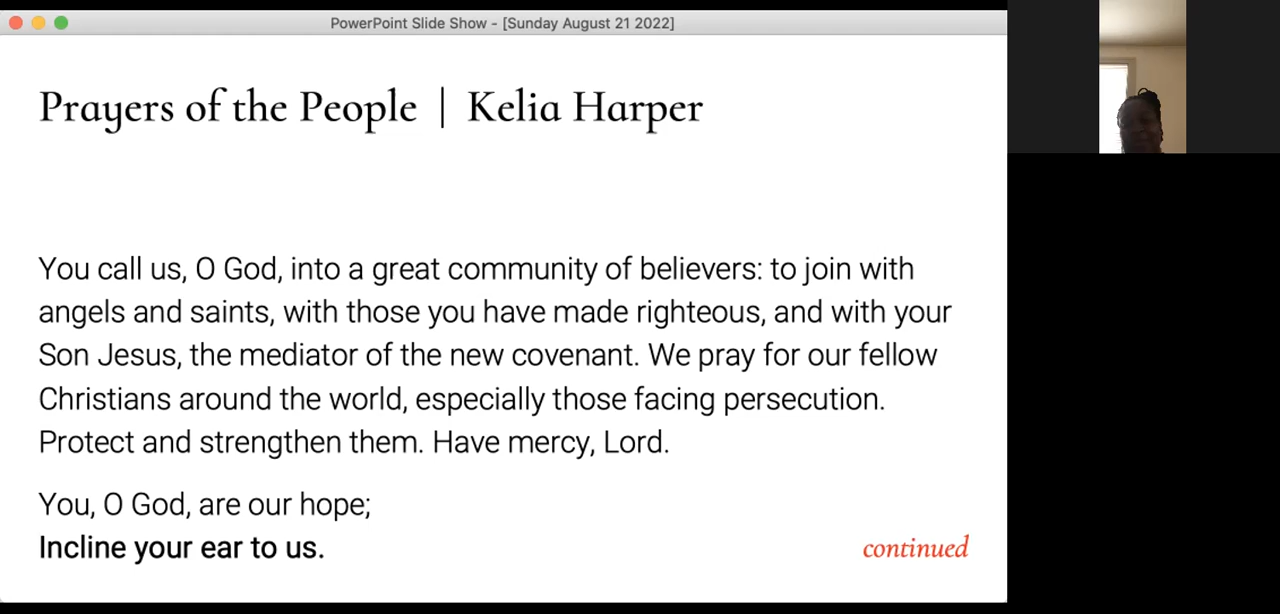 PowerPoint Slide Show - [Sunday August 21 2022]
Prayers of the People | Kelia Harper
You call us, O God, into a great community of believers: to join with
angels and saints, with those you have made righteous, and with your
Son Jesus, the mediator of the new covenant. We pray for our fellow
Christians around the world, especially those facing persecution.
Protect and strengthen them. Have mercy, Lord.
You, O God, are our hope;
Incline your ear to us.
continued